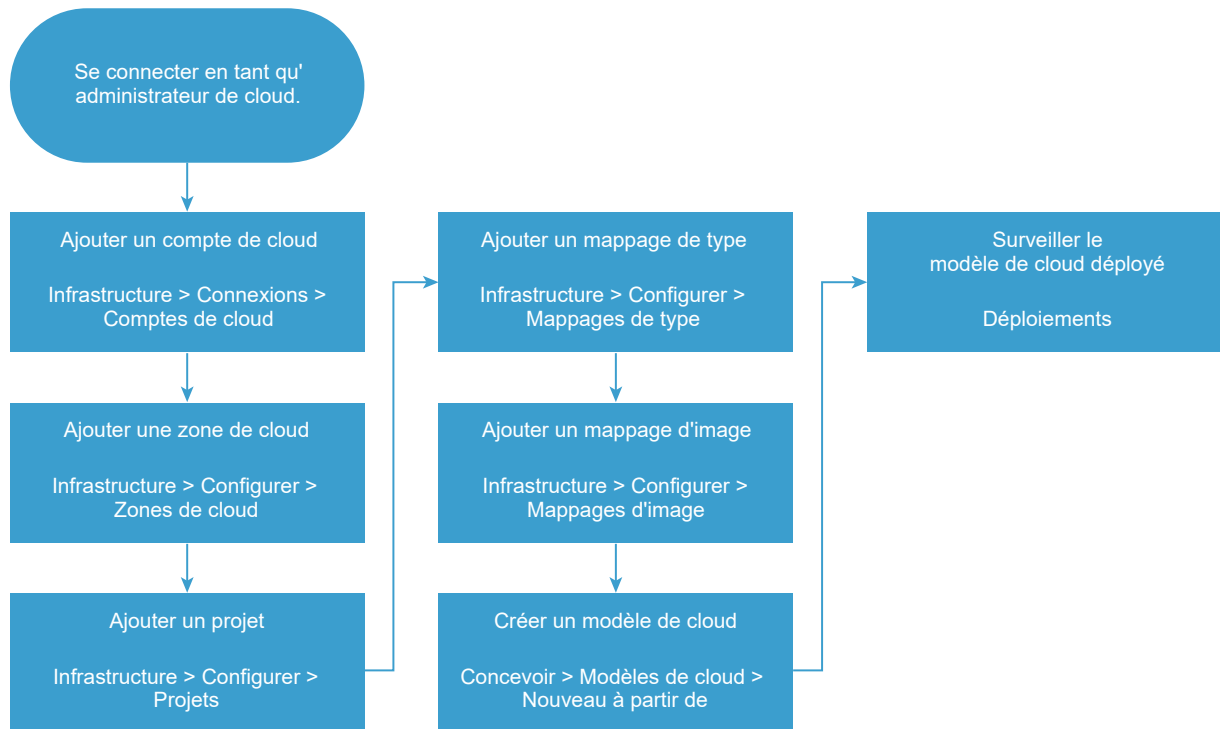 Se connecter en tant qu'
administrateur de cloud.
Ajouter un compte de cloud
Infrastructure > Connexions >
Comptes de cloud
Ajouter une zone de cloud
Infrastructure > Configurer >
Zones de cloud
Ajouter un projet
Infrastructure > Configurer >
Projets
Ajouter un mappage de type
Infrastructure > Configurer >
Mappages de type
Ajouter un mappage d'image
Infrastructure > Configurer >
Mappages d'image
Créer un modèle de cloud
Concevoir > Modèles de cloud >
Nouveau à partir de
Surveiller le
modèle de cloud déployé
Déploiements